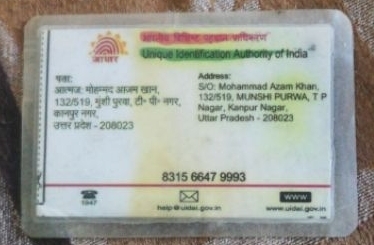 भारतीय विशिष्ट पहचान प्राधिकरण
आधार
Unique Identification Authority of India
पता:
आत्मज: मोहम्मद आजम खान,
132/519, मुंशी पुरवा, टी॰ पी॰ नगर,
कानपुर नगर,
उत्तर प्रदेश - 208023
Address:
S/O: Mohammad Azam Khan,
132/519, MUNSHI PURWA, T P
Nagar, Kanpur Nagar,
Uttar Pradesh - 208023
8315 6647 9993
1947
help@uidai.gov.in
WWW
www.uidai.gov.in